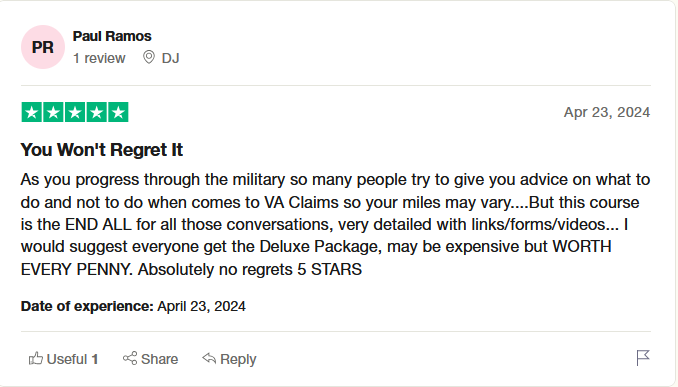 PR
Paul Ramos
1 review DJ
Apr 23, 2024
You Won't Regret It
As you progress through the military so many people try to give you advice on what to
do and not to do when comes to VA Claims so your miles may vary....But this course
is the END ALL for all those conversations, very detailed with links/forms/videos... I
would suggest everyone get the Deluxe Package, may be expensive but WORTH
EVERY PENNY. Absolutely no regrets 5 STARS
Date of experience: April 23, 2024
Useful 1 Share Reply